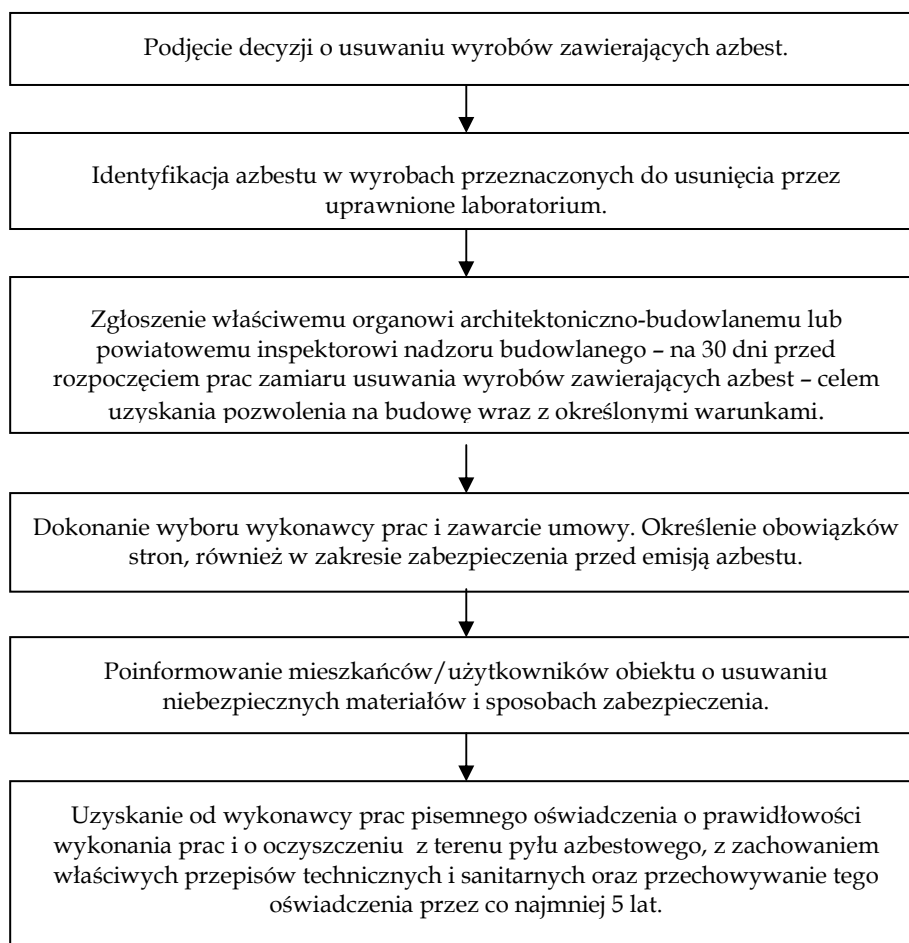 Podjęcie decyzji o usuwaniu wyrobów zawierających azbest.
Identyfikacja azbestu w wyrobach przeznaczonych do usunięcia przez
uprawnione laboratorium.
Zgłoszenie właściwemu organowi architektoniczno-budowlanemu lub
powiatowemu inspektorowi nadzoru budowlanego – na 30 dni przed
rozpoczęciem prac zamiaru usuwania wyrobów zawierających azbest – celem
uzyskania pozwolenia na budowę wraz z określonymi warunkami.
Dokonanie wyboru wykonawcy prac i zawarcie umowy. Określenie obowiązków
stron, również w zakresie zabezpieczenia przed emisją azbestu.
Poinformowanie mieszkańców/użytkowników obiektu o usuwaniu
niebezpiecznych materiałów i sposobach zabezpieczenia.
Uzyskanie od wykonawcy prac pisemnego oświadczenia o prawidłowości
wykonania prac i o oczyszczeniu z terenu pyłu azbestowego, z zachowaniem
właściwych przepisów technicznych i sanitarnych oraz przechowywanie tego
oświadczenia przez co najmniej 5 lat.